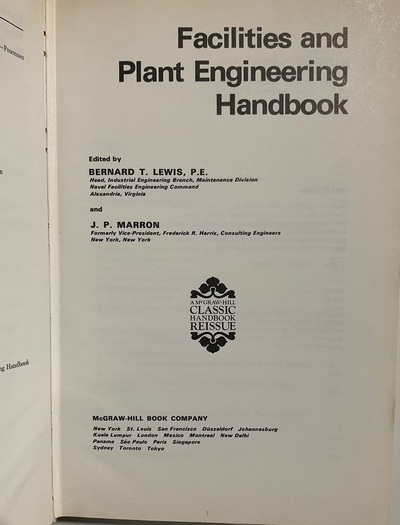 -Processes
ng Handbook
Facilities and
Plant Engineering
Handbook
Edited by
BERNARD T. LEWIS, P.E.
Head, Industrial Engineering Branch, Maintenance Division
Naval Facilities Engineering Command
Alexandria, Virginia
and
J. P. MARRON
Formerly Vice-President, Frederick R. Harris, Consulting Engineers
New York, New York
A McGRAW-HILL
CLASSIC
HANDBOOK
REISSUE
McGRAW-HILL BOOK COMPANY
New York St. Louis San Francisco Düsseldorf Johannesburg
Kuala Lumpur London Mexico Montreal New Delhi
Panama São Paulo Paris Singapore
Sydney Toronto Tokyo